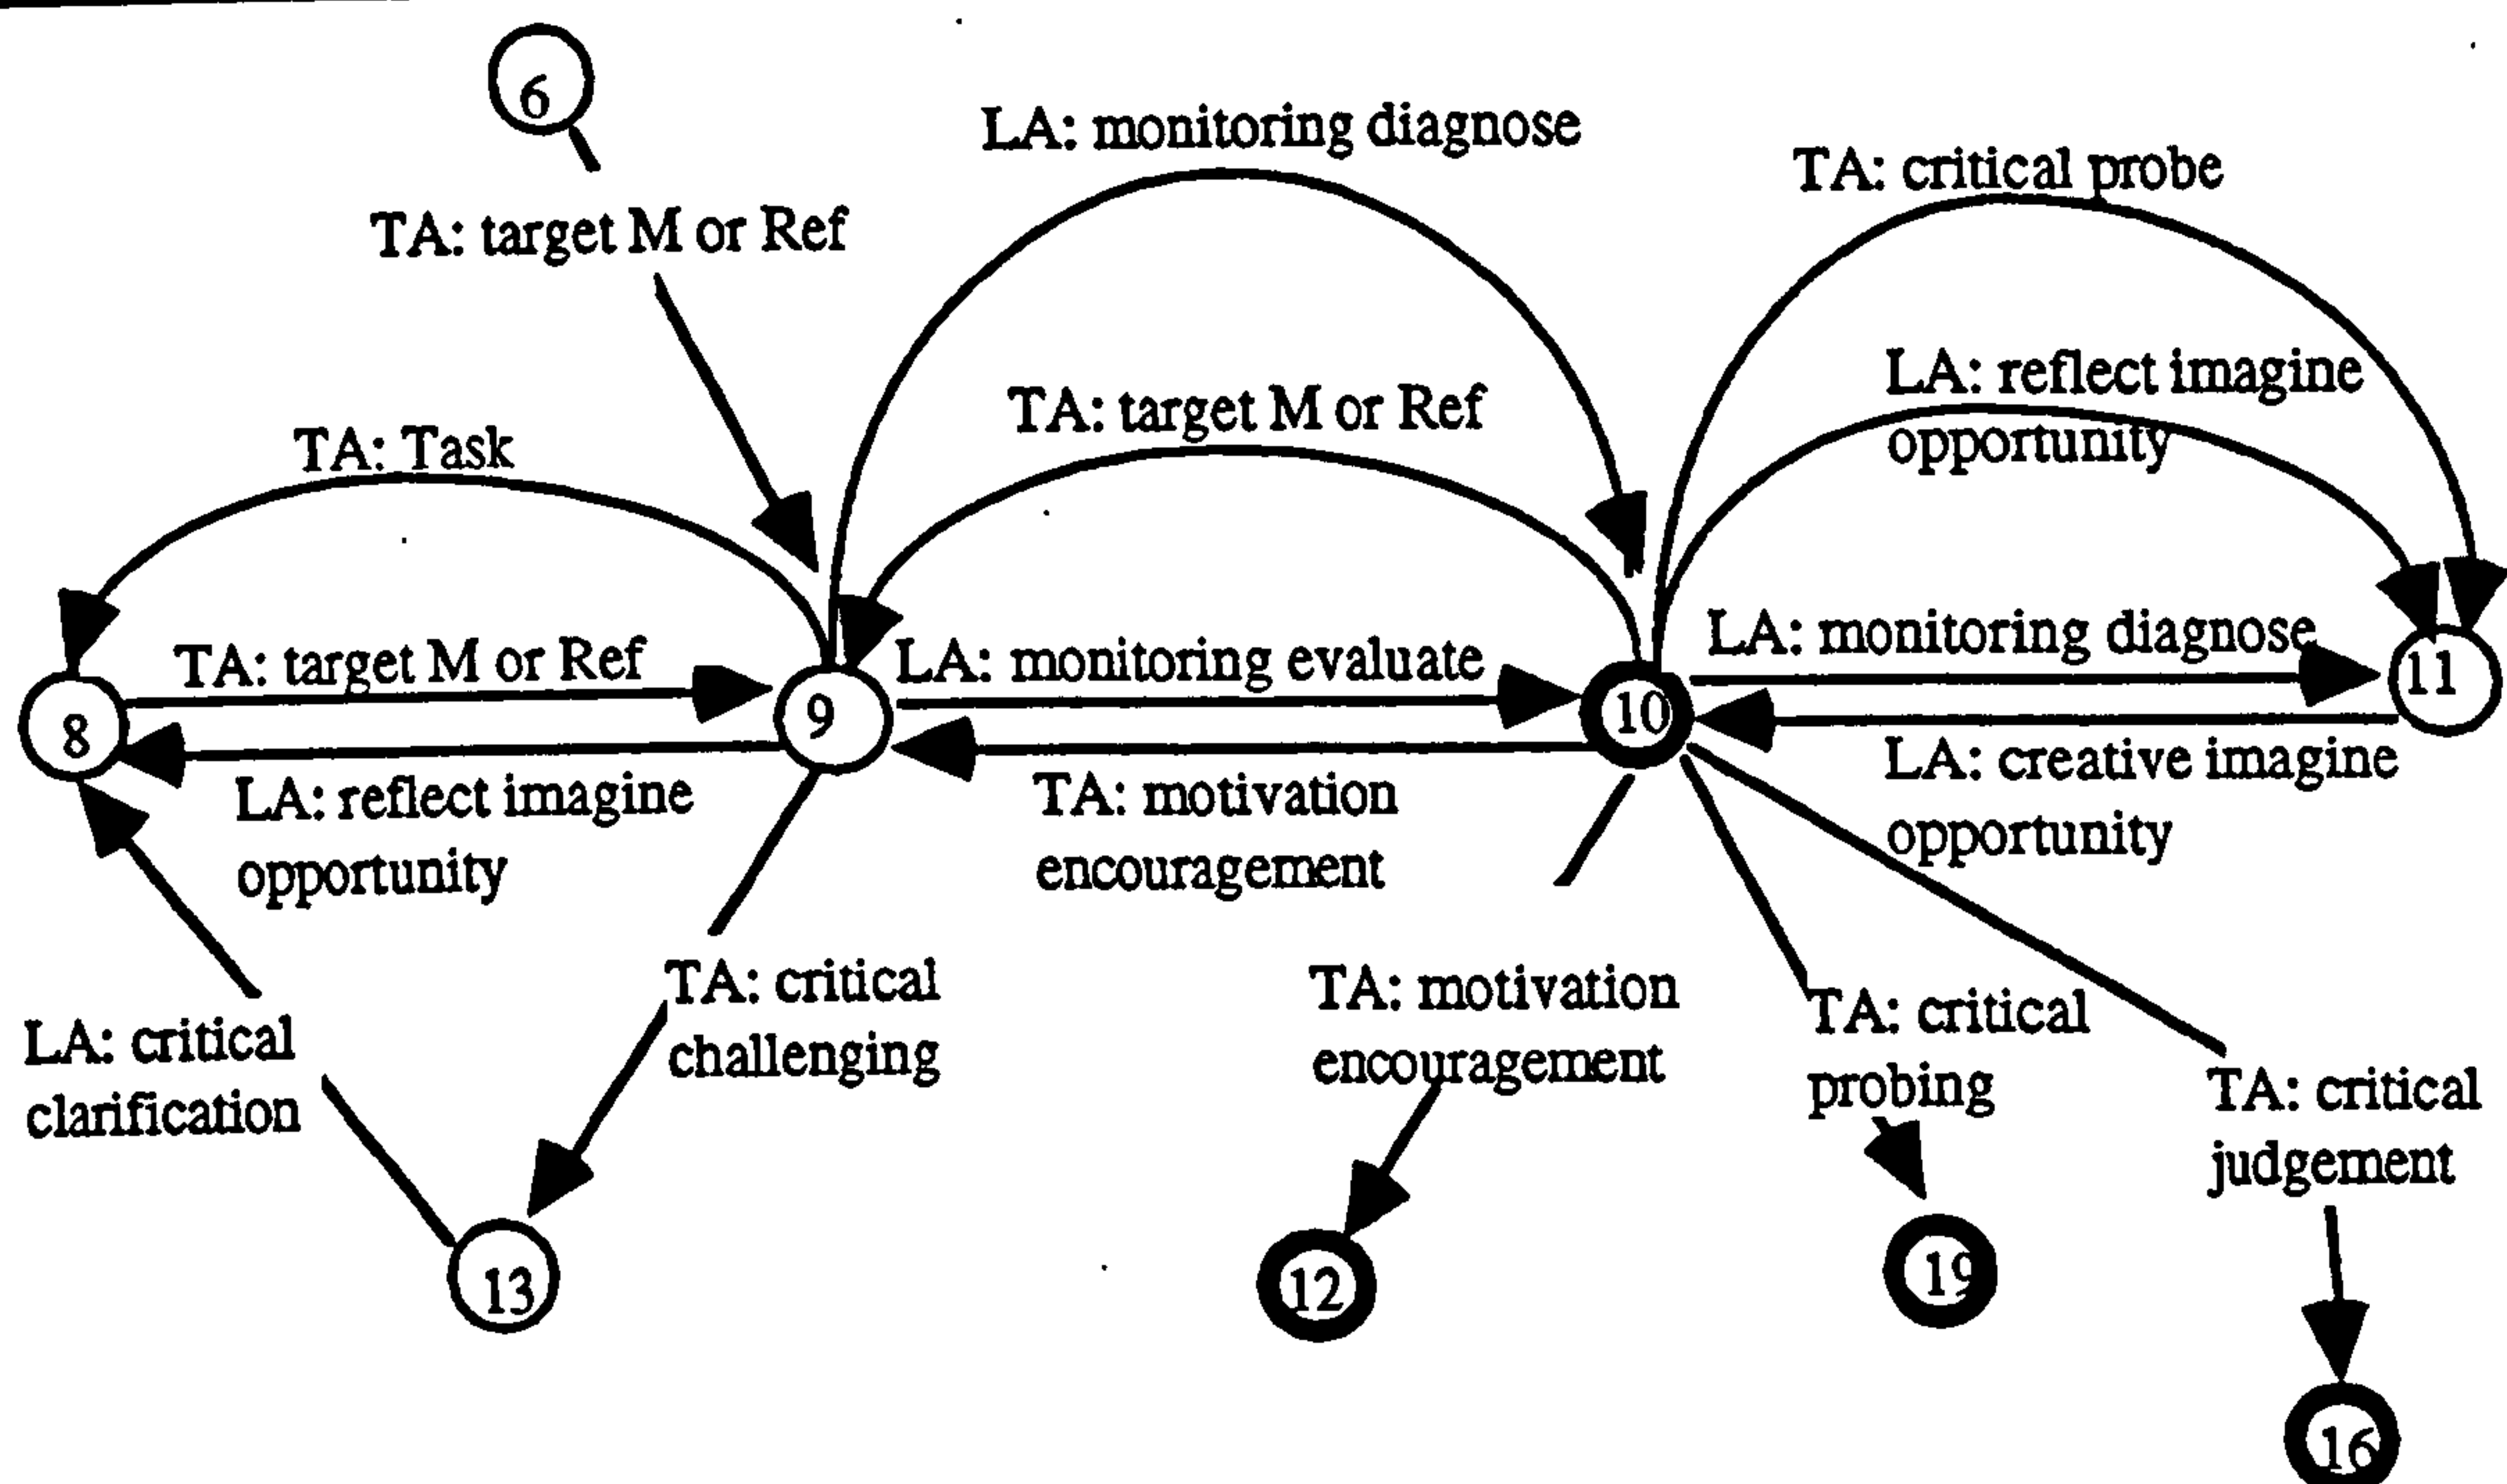 6
LA: monitoring diagnose
TA: critical probe
TA: target M or Ref
LA: reflect imagine
opportunity
TA: target M or Ref
TA: Task
LA: monitoring diagnose
TA: target M or Ref
LA: monitoring evaluate
8
9
10
11
LA: reflect imagine
opportunity
TA: motivation
encouragement
LA: creative imagine
opportunity
TA: critical
challenging
TA: motivation
encouragement
TA: critical
probing
LA: critical
clarification
TA: critical
judgement
13
12
19
16